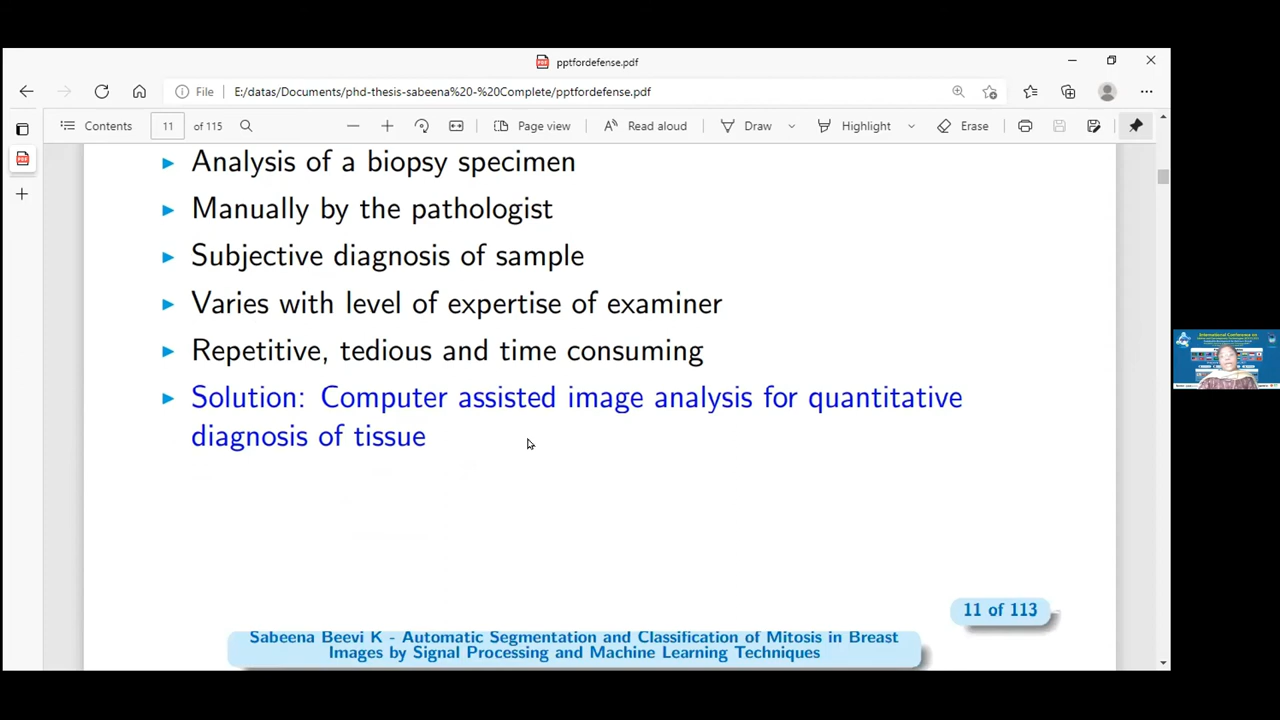 pptfordefense.pdf
File
E:/datas/Documents/phd-thesis-sabeena%20-%20Complete/pptfordefense.pdf
Contents
11
of 115
Page view
Read aloud
Draw
Highlight
Erase
Analysis of a biopsy specimen
Manually by the pathologist
Subjective diagnosis of sample
Varies with level of expertise of examiner
Repetitive, tedious and time consuming
Solution: Computer assisted image analysis for quantitative
diagnosis of tissue
11 of 113
Sabeena Beevi K - Automatic Segmentation and Classification of Mitosis in Breast
Images by Signal Processing and Machine Learning Techniques
International Conference on